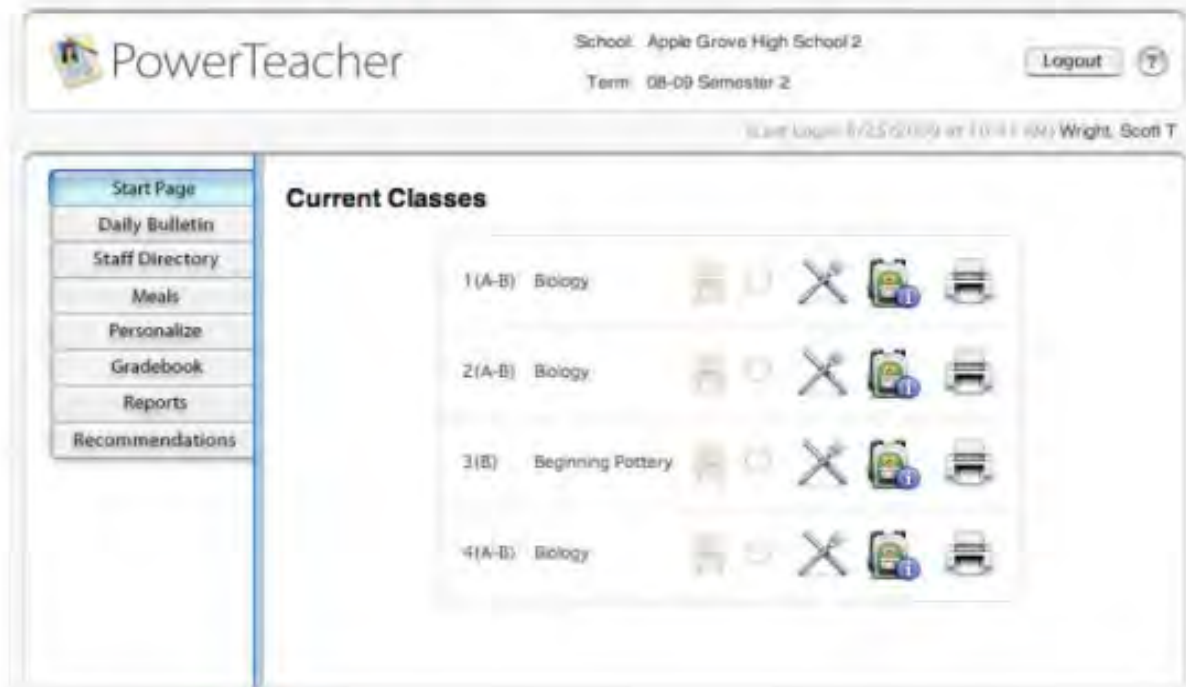 PowerTeacher
School: Apple Grove High School 2
Term: 08-09 Semester 2
Logout
?
Wright, Scott T
Start Page
Daily Bulletin
Staff Directory
Meals
Personalize
Gradebook
Reports
Recommendations
Current Classes
1(A-B) Biology
2(A-B) Biology
3(B) Beginning Pottery
4(A-B) Biology